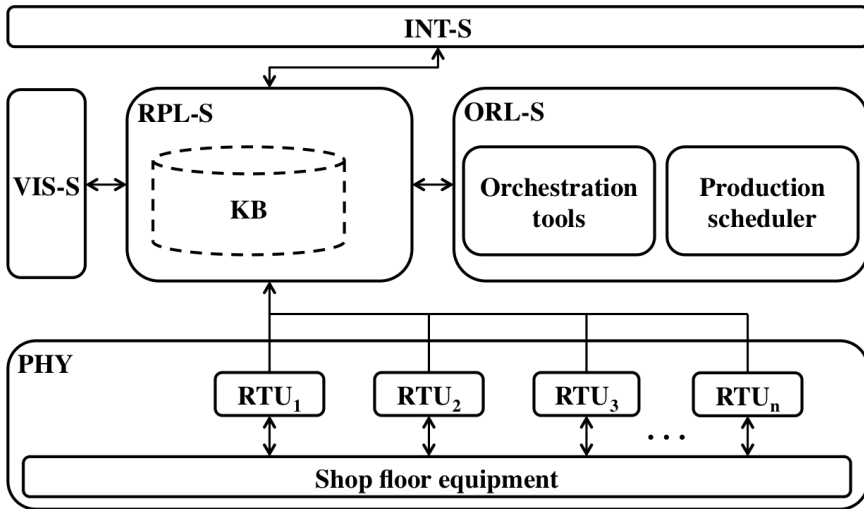 INT-S
RPL-S
ORL-S
VIS-S
KB
Orchestration
tools
Production
scheduler
PHY
RTU1
RTU2
RTU3
RTUn
. . .
Shop floor equipment